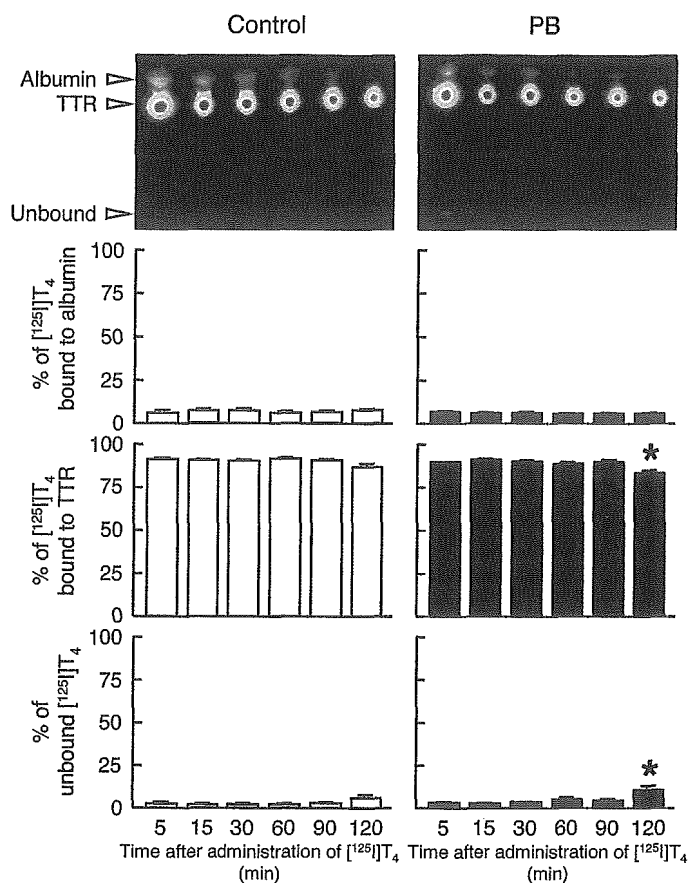 Control PB
Albumin
TTR
Unbound
% of [¹²⁵I]T₄
bound to albumin
100
75
50
25
0
% of [¹²⁵I]T₄
bound to TTR
100
75
50
25
0
*
% of
unbound [¹²⁵I]T₄
100
75
50
25
0
*
5 15 30 60 90 120 5 15 30 60 90 120
Time after administration of [¹²⁵I]T₄ Time after administration of [¹²⁵I]T₄
(min) (min)